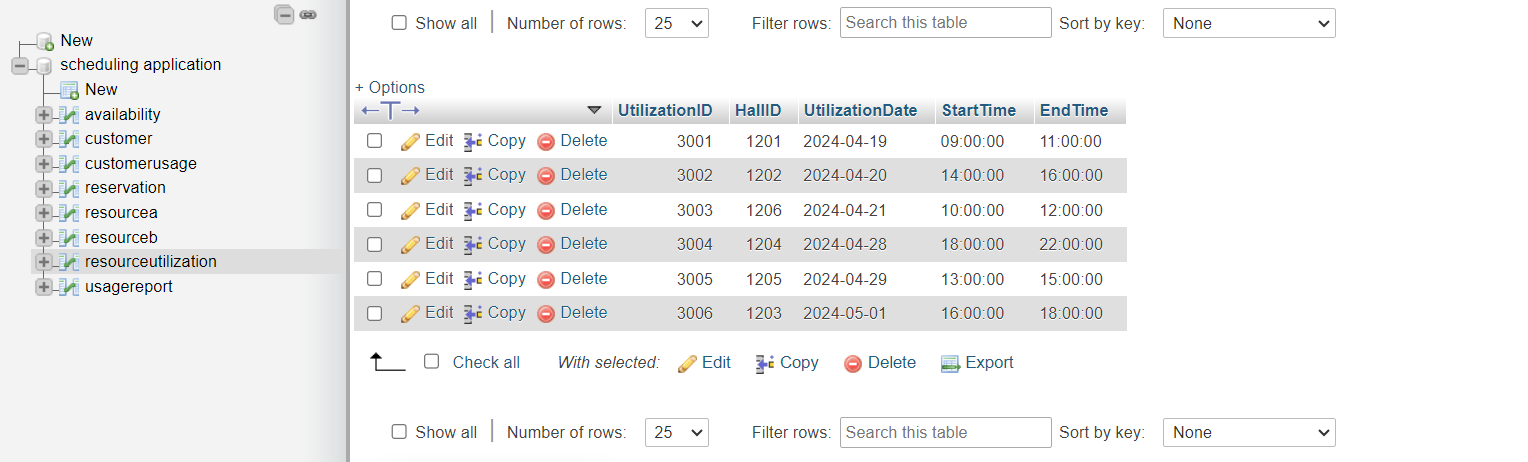 New
scheduling application
New
availability
customer
customerusage
reservation
resourcea
resourceb
resourceutilization
usagereport
Show all Number of rows: 25 Filter rows: Search this table Sort by key: None
+ Options
←T→ UtilizationID HallID UtilizationDate StartTime EndTime
Edit Copy Delete 3001 1201 2024-04-19 09:00:00 11:00:00
Edit Copy Delete 3002 1202 2024-04-20 14:00:00 16:00:00
Edit Copy Delete 3003 1206 2024-04-21 10:00:00 12:00:00
Edit Copy Delete 3004 1204 2024-04-28 18:00:00 22:00:00
Edit Copy Delete 3005 1205 2024-04-29 13:00:00 15:00:00
Edit Copy Delete 3006 1203 2024-05-01 16:00:00 18:00:00
Check all With selected: Edit Copy Delete Export
Show all Number of rows: 25 Filter rows: Search this table Sort by key: None